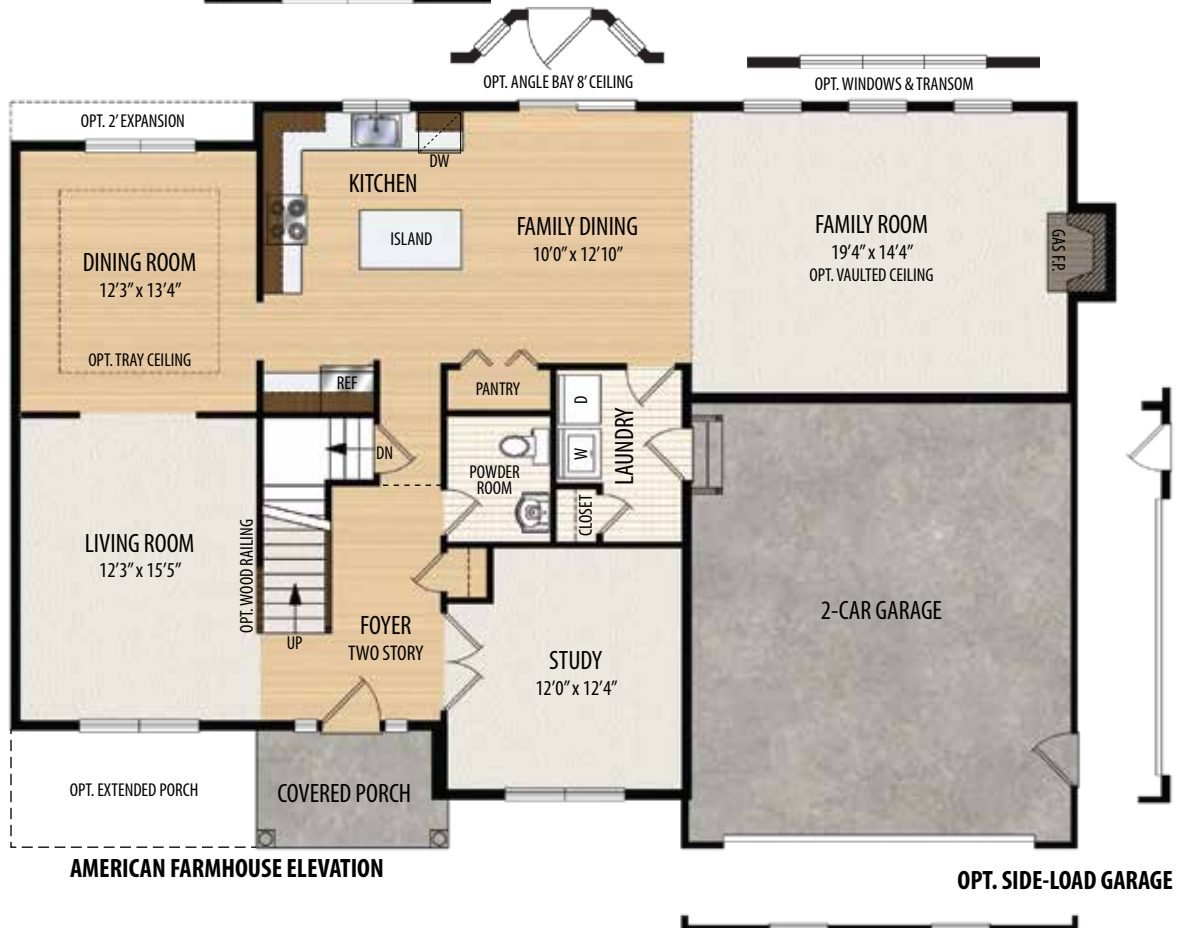 OPT. ANGLE BAY 8' CEILING
OPT. WINDOWS & TRANSOM
OPT. 2' EXPANSION
DW
KITCHEN
ISLAND
FAMILY DINING
10'0" x 12'10"
FAMILY ROOM
19'4" x 14'4"
OPT. VAULTED CEILING
GAS F.P.
DINING ROOM
12'3" x 13'4"
OPT. TRAY CEILING
REF
PANTRY
D
W
LAUNDRY
DN
POWDER
ROOM
CLOSET
LIVING ROOM
12'3" x 15'5"
OPT. WOOD RAILING
UP
FOYER
TWO STORY
STUDY
12'0" x 12'4"
2-CAR GARAGE
OPT. EXTENDED PORCH
COVERED PORCH
AMERICAN FARMHOUSE ELEVATION
OPT. SIDE-LOAD GARAGE